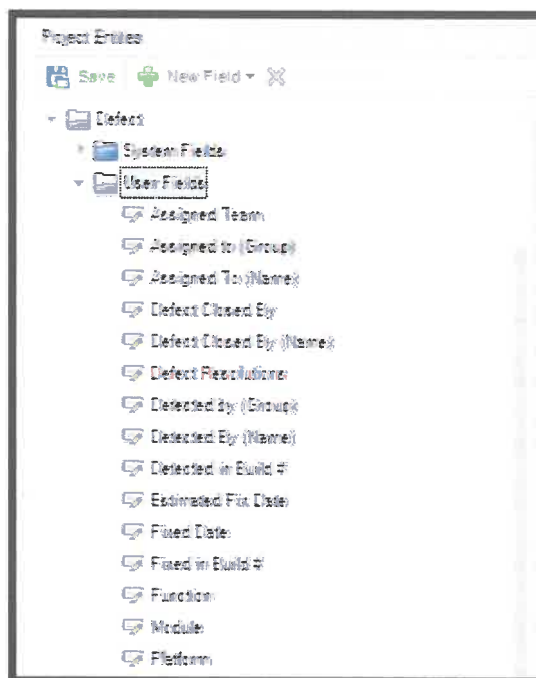 Project Entities
Save New Field
Defect
System Fields
User Fields
Assigned Team
Assigned to (Group)
Assigned To (Name)
Defect Closed By
Defect Closed By (Name)
Defect Resolutions
Detected by (Group)
Detected By (Name)
Detected in Build #
Estimated Fix Date
Fixed Date
Fixed in Build #
Function
Module
Platform